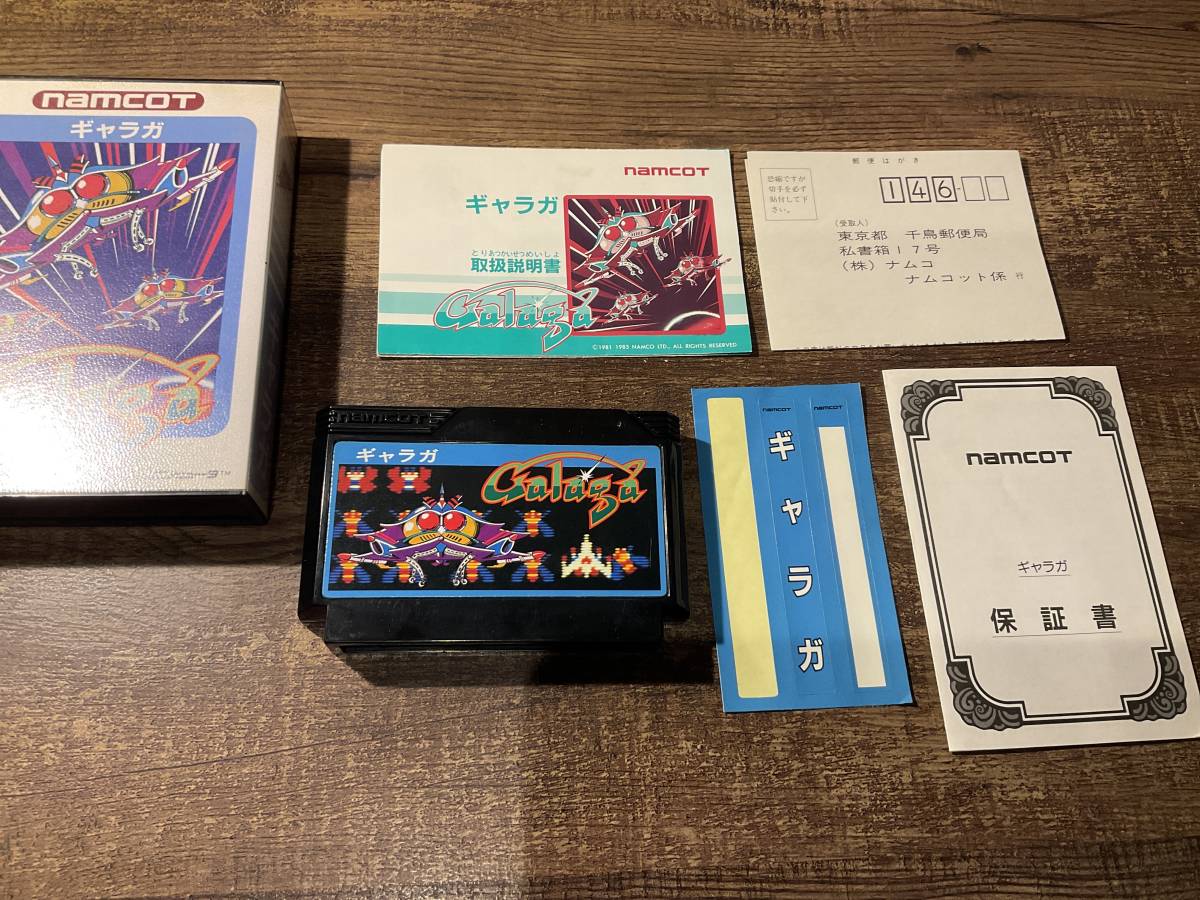 namcoT
ギャラガ
namcoT
ギャラガ
とりあつかいせつめいしょ
取扱説明書
Galaga
©1981 1985 NAMCO LTD., ALL RIGHTS RESERVED
郵便はがき
恐縮ですが
切手を必ず
貼付して下
さい。
146-
(受取人)
東京都 千鳥郵便局
私書箱17号
(株)ナムコ
ナムコット係 行
namcoT
ギャラガ
Galaga
namcoT
ギャラガ
namcoT
namcoT
ギャラガ
保証書